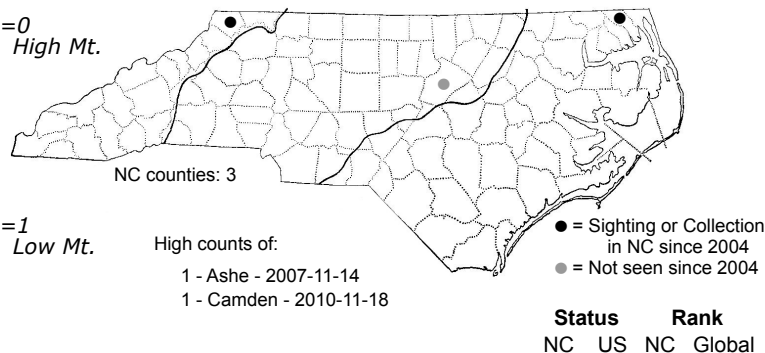 =0
High Mt.
NC counties: 3
=1
Low Mt.
High counts of:
1 - Ashe - 2007-11-14
1 - Camden - 2010-11-18
● = Sighting or Collection
in NC since 2004
● = Not seen since 2004
Status Rank
NC US NC Global